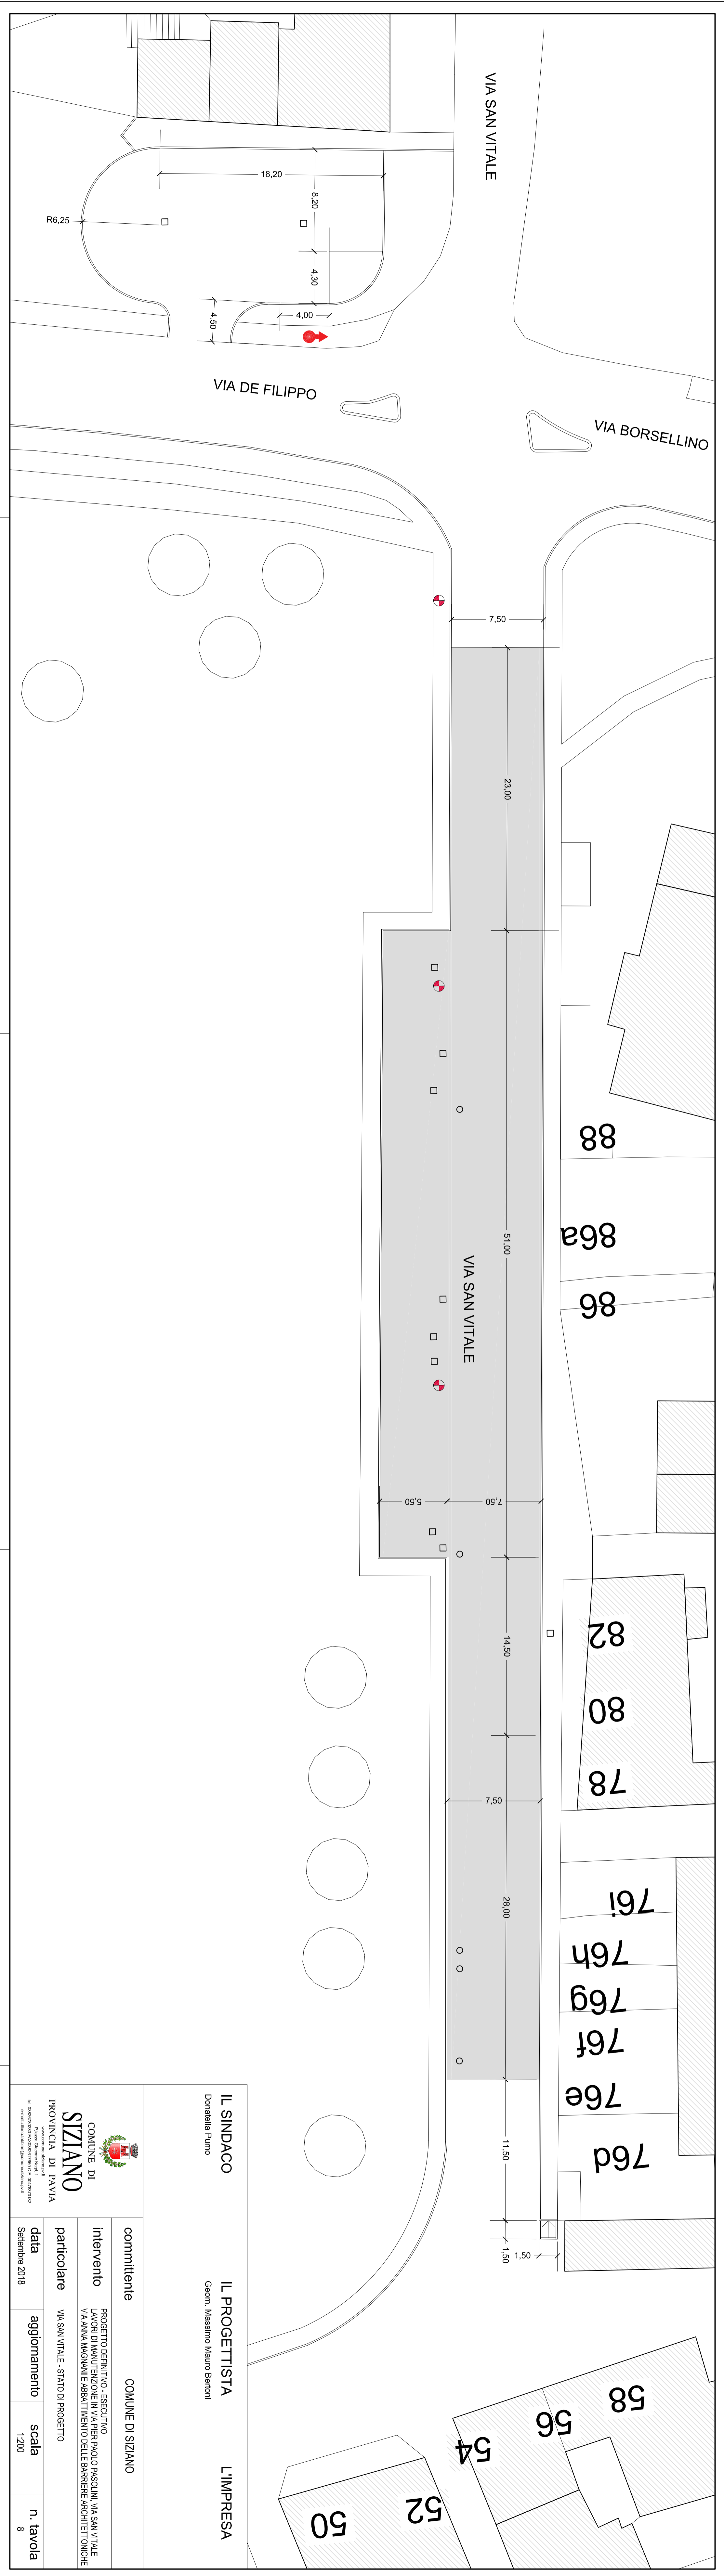 VIA SAN VITALE
18,20
8,20
R6,25
4,30
4,00
4,50
VIA DE FILIPPO
VIA BORSELLINO
7,50
23,00
88
51,00
86a
VIA SAN VITALE
86
5,50
7,50
14,50
82
80
78
7,50
28,00
76i
76h
76g
76f
76e
76d
11,50
1,50
1,50
58
56
54
52
50
IL SINDACO
Donatella Pumo
IL PROGETTISTA
Geom. Massimo Mauro Bertoni
L'IMPRESA
COMUNE DI
SIZIANO
PROVINCIA DI PAVIA
committente
COMUNE DI SIZIANO
intervento
PROGETTO DEFINITIVO - ESECUTIVO
LAVORI DI MANUTENZIONE IN VIA PIER PAOLO PASOLINI, VIA SAN VITALE
VIA ANNA MAGNANI E ABBATTIMENTO DELLE BARRIERE ARCHITETTONICHE
particolare
VIA SAN VITALE - STATO DI PROGETTO
data
Settembre 2018
aggiornamento
scala
1:200
n. tavola
8